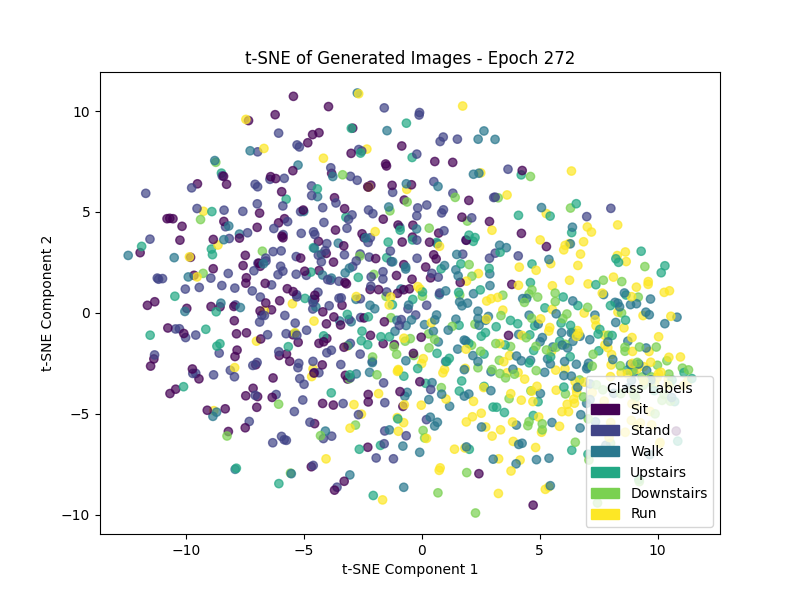 t-SNE of Generated Images - Epoch 272
10
5
0
−5
−10
t-SNE Component 2
−10
−5
0
5
10
t-SNE Component 1
Class Labels
Sit
Stand
Walk
Upstairs
Downstairs
Run